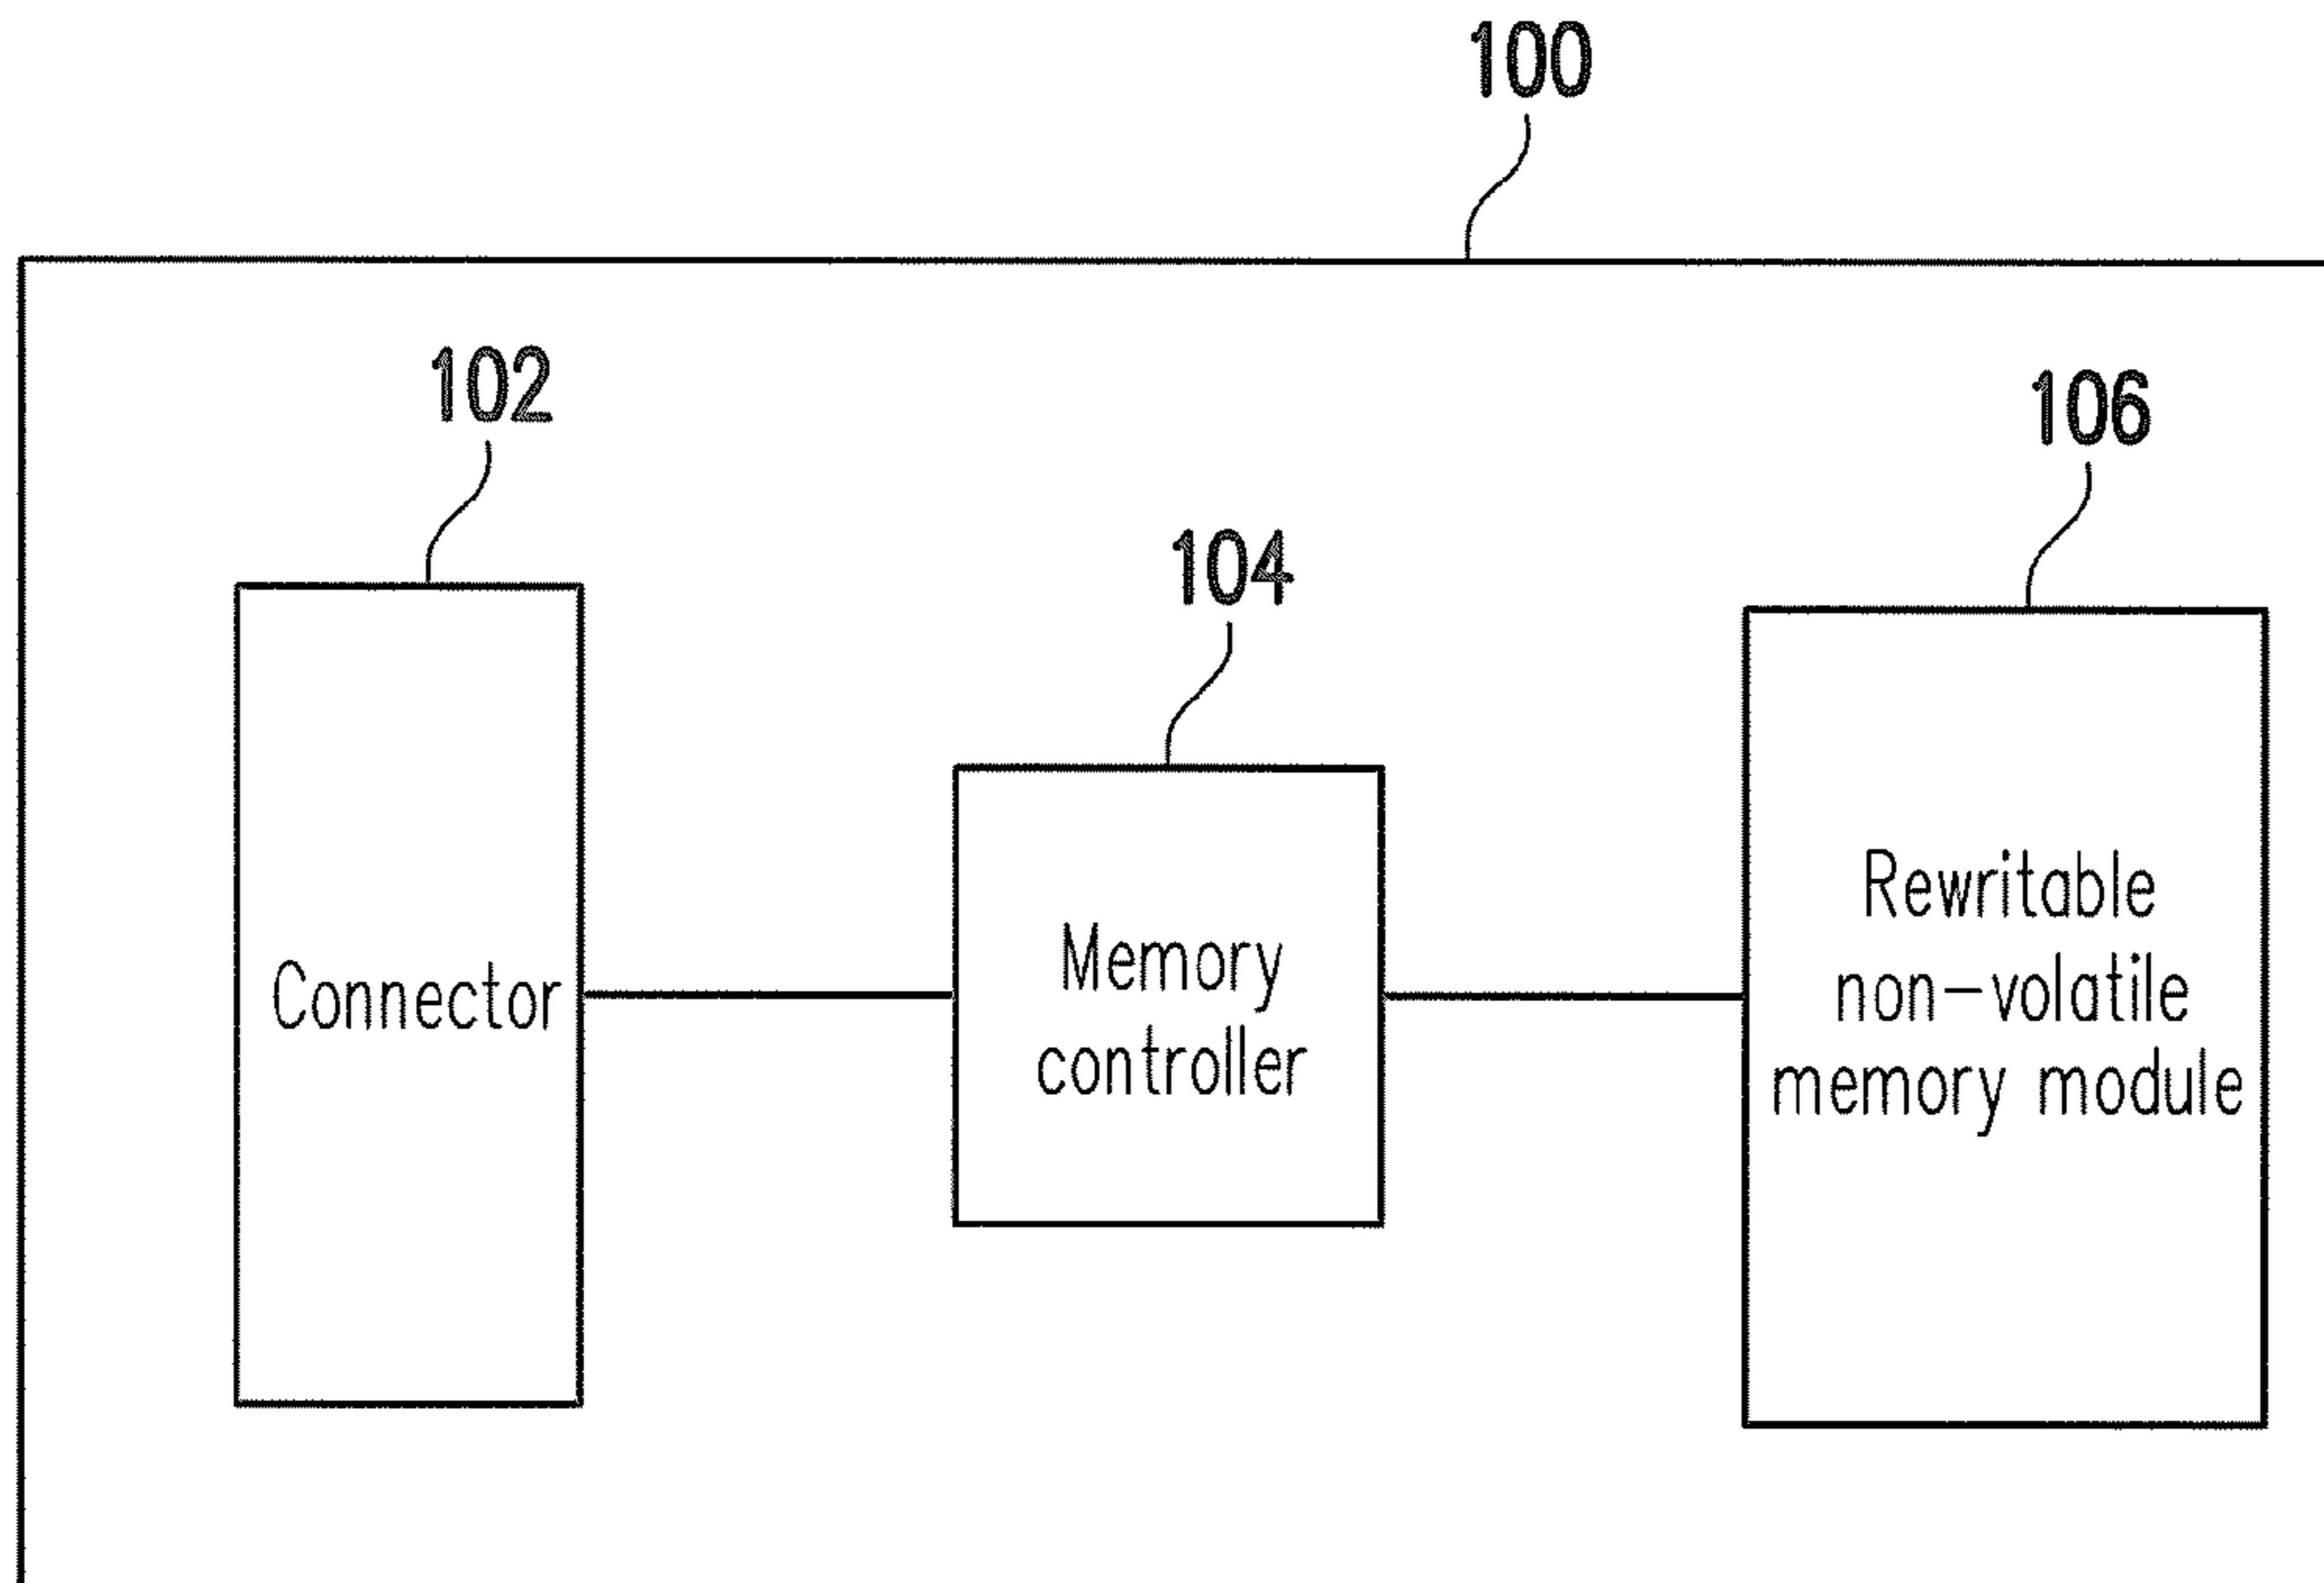 100
102
106
104
Connector
Memory
controller
Rewritable
non-volatile
memory module